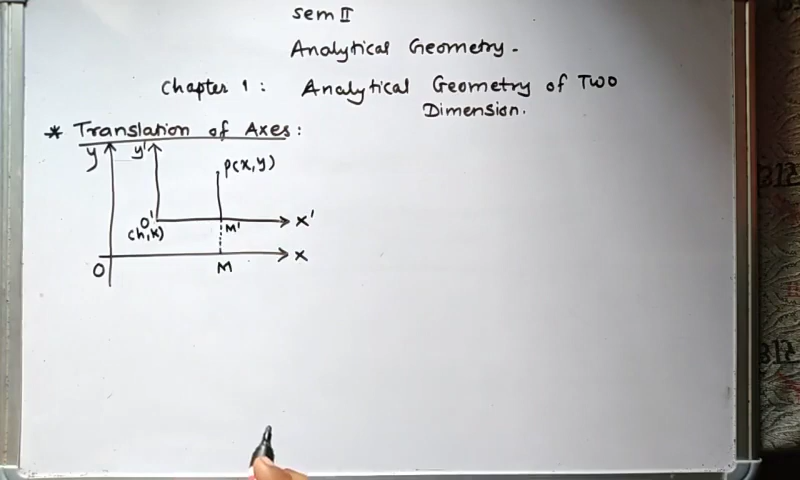 Sem II
Analytical Geometry.
Chapter 1 : Analytical Geometry of Two
Dimension.
* Translation of Axes :
y y' P(x,y)
O' M' x'
(h,k)
O M x